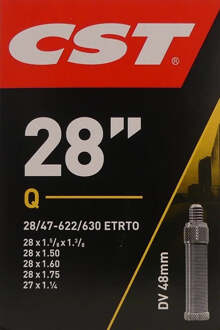 CST®
28”
Q
28/47-622/630 ETRTO
28 x 1.⁵/₈ x 1.³/₈
28 x 1.50
28 x 1.60
28 x 1.75
27 x 1.¼
DV 48mm